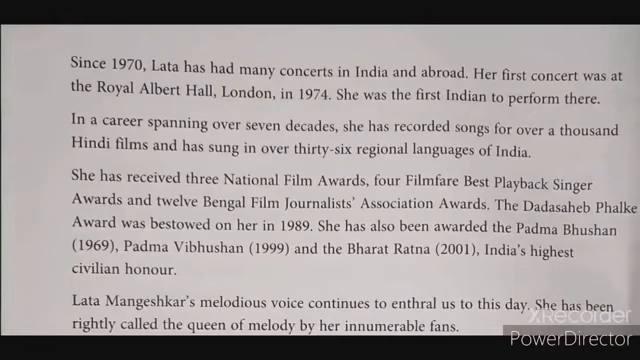 Since 1970, Lata has had many concerts in India and abroad. Her first concert was at
the Royal Albert Hall, London, in 1974. She was the first Indian to perform there.
In a career spanning over seven decades, she has recorded songs for over a thousand
Hindi films and has sung in over thirty-six regional languages of India.
She has received three National Film Awards, four Filmfare Best Playback Singer
Awards and twelve Bengal Film Journalists' Association Awards. The Dadasaheb Phalke
Award was bestowed on her in 1989. She has also been awarded the Padma Bhushan
(1969), Padma Vibhushan (1999) and the Bharat Ratna (2001), India's highest
civilian honour.
Lata Mangeshkar's melodious voice continues to enthral us to this day. She has been
rightly called the queen of melody by her innumerable fans.
XRecorder
PowerDirector